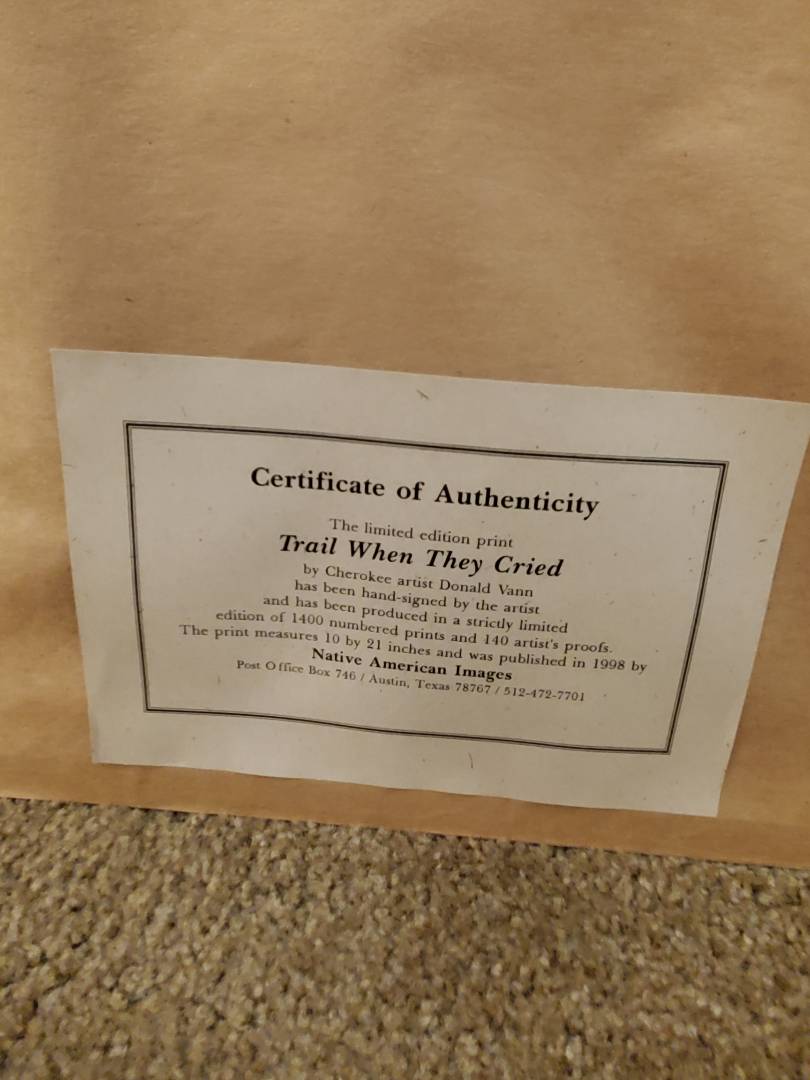 Certificate of Authenticity
The limited edition print
Trail When They Cried
by Cherokee artist Donald Vann
has been hand-signed by the artist
and has been produced in a strictly limited
edition of 1400 numbered prints and 140 artist's proofs.
The print measures 10 by 21 inches and was published in 1998 by
Native American Images
Post Office Box 746 / Austin, Texas 78767 / 512-472-7701